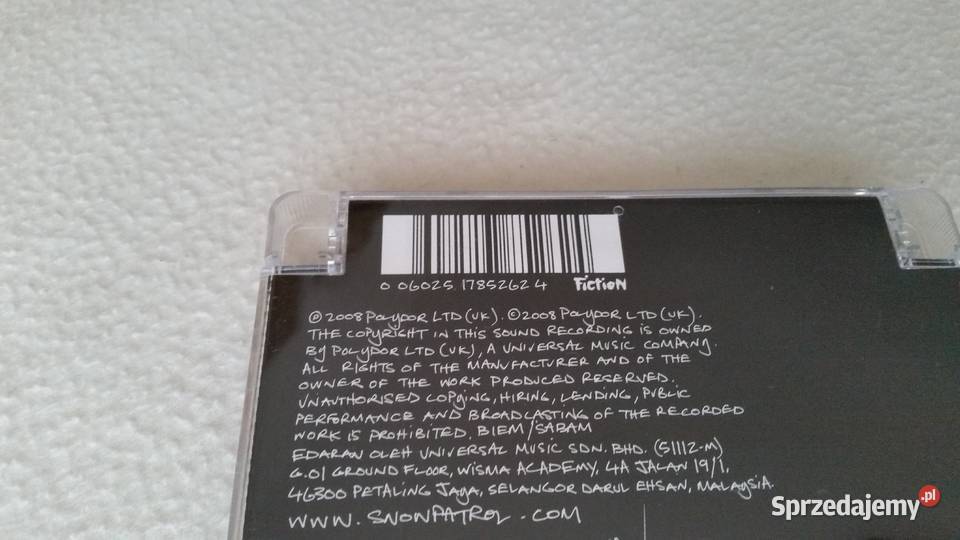 0 06025 17852624 Fiction
℗ 2008 Polydor LTD (UK). © 2008 Polydor LTD (UK).
THE COPYRIGHT IN THIS SOUND RECORDING IS OWNED
By Polydor LTD (UK), A UNIVERSAL MUSIC COMPANY.
ALL RIGHTS OF THE MANUFACTURER AND OF THE
OWNER OF THE WORK PRODUCED RESERVED.
UNAUTHORISED COPYING, HIRING, LENDING, PUBLIC
PERFORMANCE AND BROADCASTING OF THE RECORDED
WORK IS PROHIBITED. BIEM/SABAM
EDARAN OLEH UNIVERSAL MUSIC SDN. BHD. (51112-M)
G.01 GROUND FLOOR, WISMA ACADEMY, 4A JALAN 19/1,
46300 PETALING JAYA, SELANGOR DARUL EHSAN, MALAYSIA.
WWW.SNOWPATROL.COM
Sprzedajemy.pl